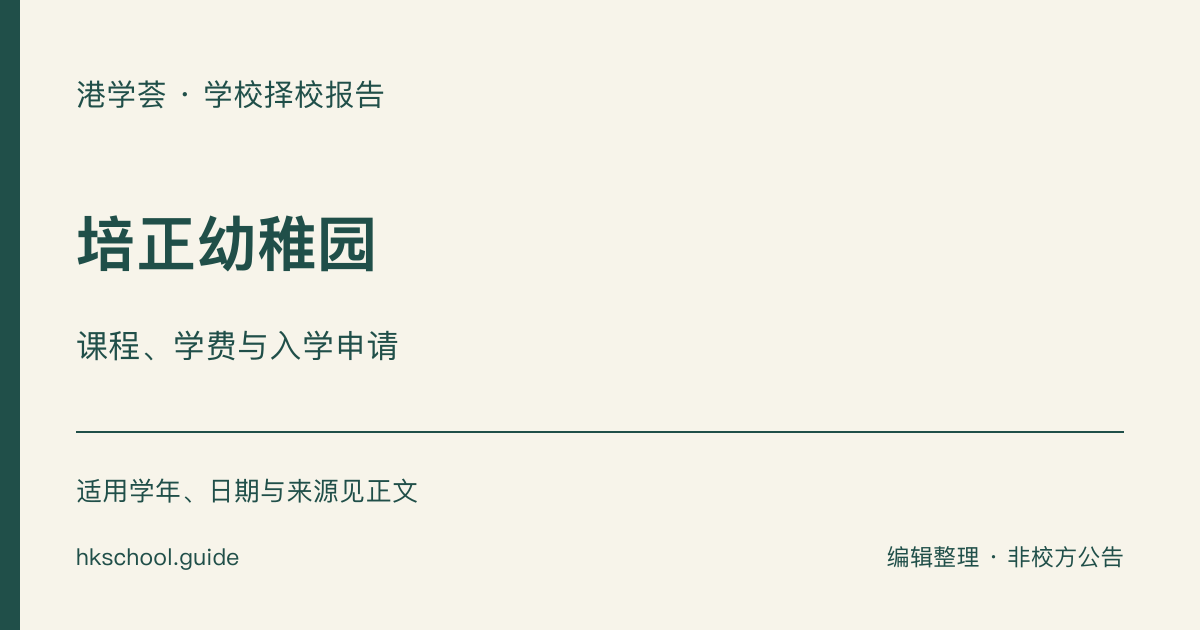 港学荟 · 学校择校报告
培正幼稚园
课程、学费与入学申请
适用学年、日期与来源见正文
hkschool.guide
编辑整理 · 非校方公告